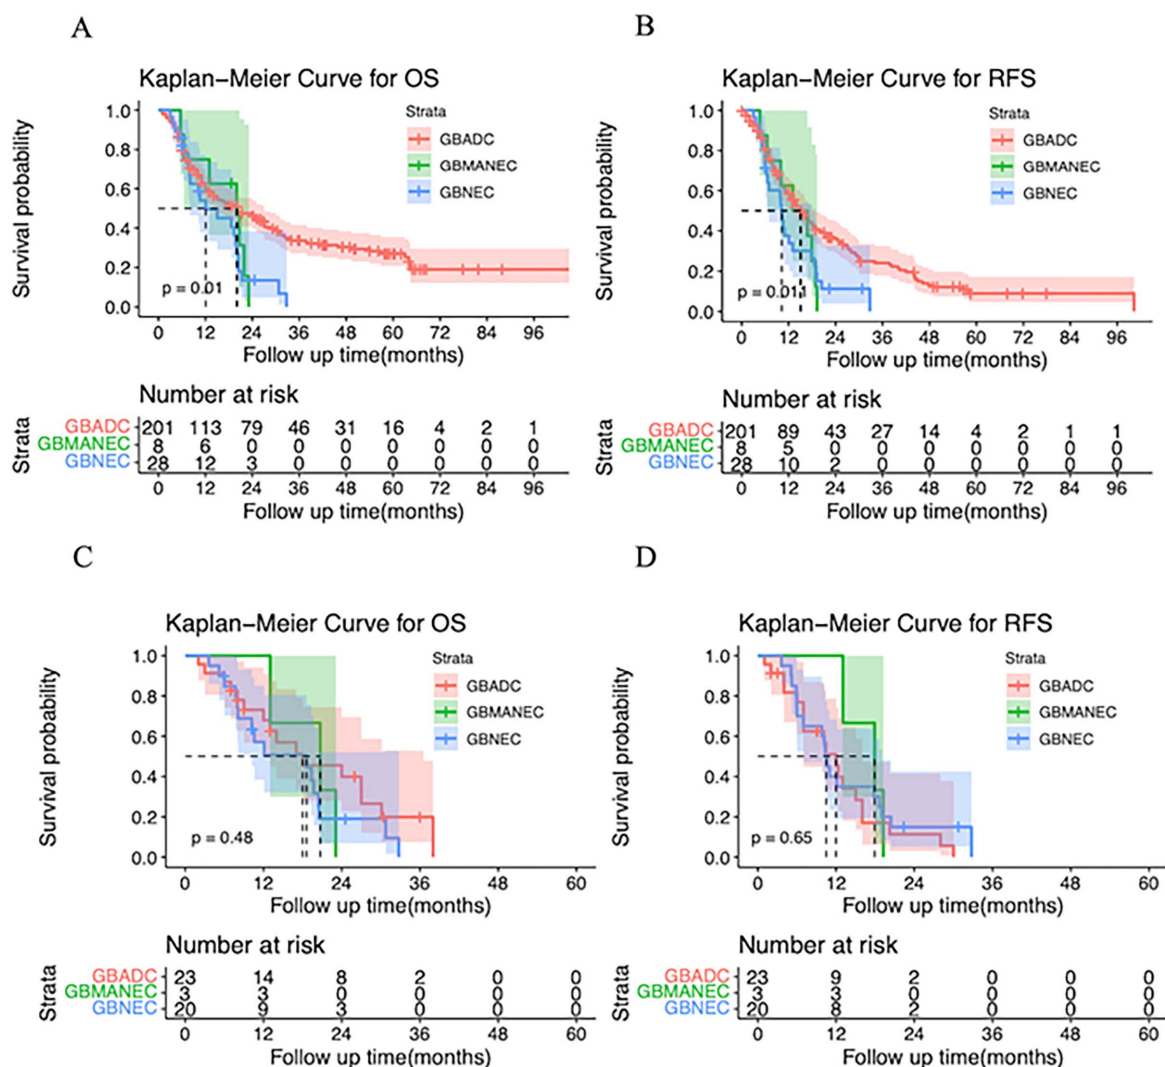 A
Kaplan-Meier Curve for OS
Survival probability
1.0
0.8
0.6
0.4
0.2
0.0
Strata
GBADC
GBMANEC
GBNEC
p = 0.01
0 12 24 36 48 60 72 84 96
Follow up time(months)
Number at risk
Strata
GBADC 201 113 79 46 31 16 4 2 1
GBMANEC 8 6 0 0 0 0 0 0 0
GBNEC 28 12 3 0 0 0 0 0 0
0 12 24 36 48 60 72 84 96
Follow up time(months)
B
Kaplan-Meier Curve for RFS
Survival probability
1.0
0.8
0.6
0.4
0.2
0.0
Strata
GBADC
GBMANEC
GBNEC
p = 0.011
0 12 24 36 48 60 72 84 96
Follow up time(months)
Number at risk
Strata
GBADC 201 89 43 27 14 4 2 1 1
GBMANEC 8 5 0 0 0 0 0 0 0
GBNEC 28 10 2 0 0 0 0 0 0
0 12 24 36 48 60 72 84 96
Follow up time(months)
C
Kaplan-Meier Curve for OS
Survival probability
1.0
0.8
0.6
0.4
0.2
0.0
Strata
GBADC
GBMANEC
GBNEC
p = 0.48
0 12 24 36 48 60
Follow up time(months)
Number at risk
Strata
GBADC 23 14 8 2 0 0
GBMANEC 3 3 0 0 0 0
GBNEC 20 9 3 0 0 0
0 12 24 36 48 60
Follow up time(months)
D
Kaplan-Meier Curve for RFS
Survival probability
1.0
0.8
0.6
0.4
0.2
0.0
Strata
GBADC
GBMANEC
GBNEC
p = 0.65
0 12 24 36 48 60
Follow up time(months)
Number at risk
Strata
GBADC 23 9 2 0 0 0
GBMANEC 3 3 0 0 0 0
GBNEC 20 8 2 0 0 0
0 12 24 36 48 60
Follow up time(months)